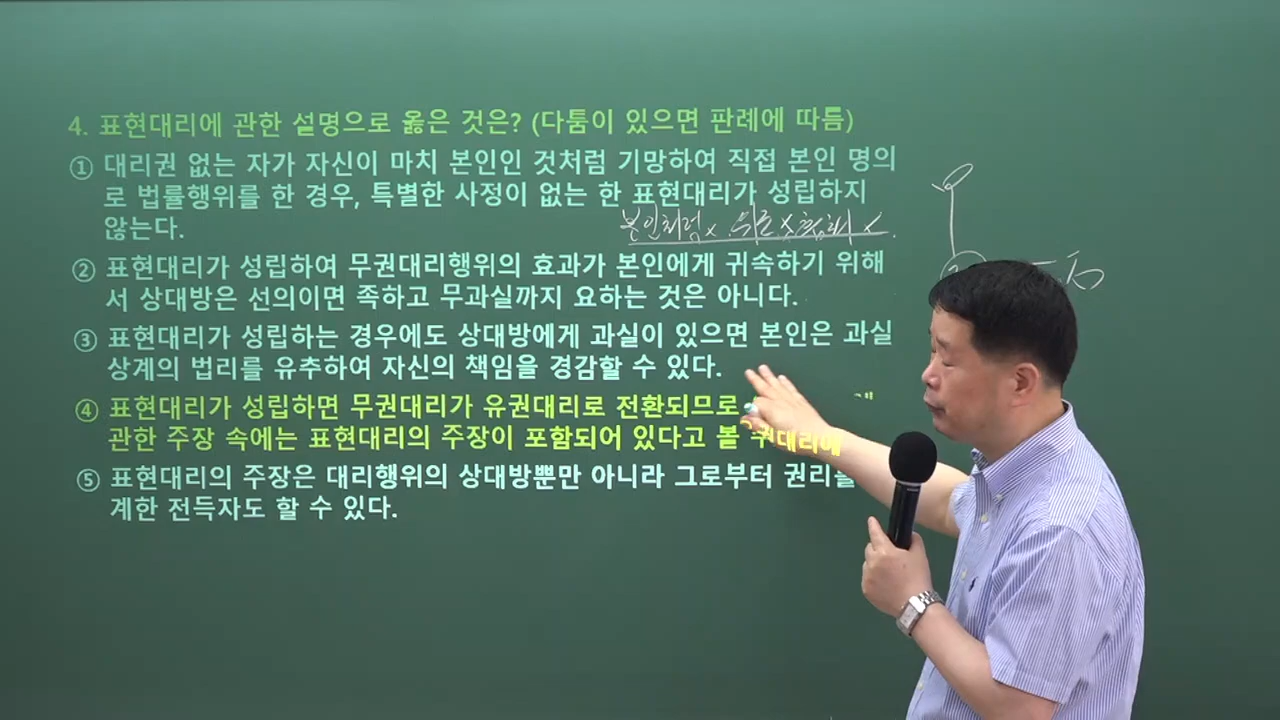 4. 표현대리에 관한 설명으로 옳은 것은? (다툼이 있으면 판례에 따름)
① 대리권 없는 자가 자신이 마치 본인인 것처럼 기망하여 직접 본인 명의
로 법률행위를 한 경우, 특별한 사정이 없는 한 표현대리가 성립하지
않는다.
본인처럼 x
② 표현대리가 성립하여 무권대리행위의 효과가 본인에게 귀속하기 위해
서 상대방은 선의이면 족하고 무과실까지 요하는 것은 아니다.
③ 표현대리가 성립하는 경우에도 상대방에게 과실이 있으면 본인은 과실
상계의 법리를 유추하여 자신의 책임을 경감할 수 있다.
④ 표현대리가 성립하면 무권대리가 유권대리로 전환되므로
관한 주장 속에는 표현대리의 주장이 포함되어 있다고 볼
⑤ 표현대리의 주장은 대리행위의 상대방뿐만 아니라 그로부터 권리를
계한 전득자도 할 수 있다.